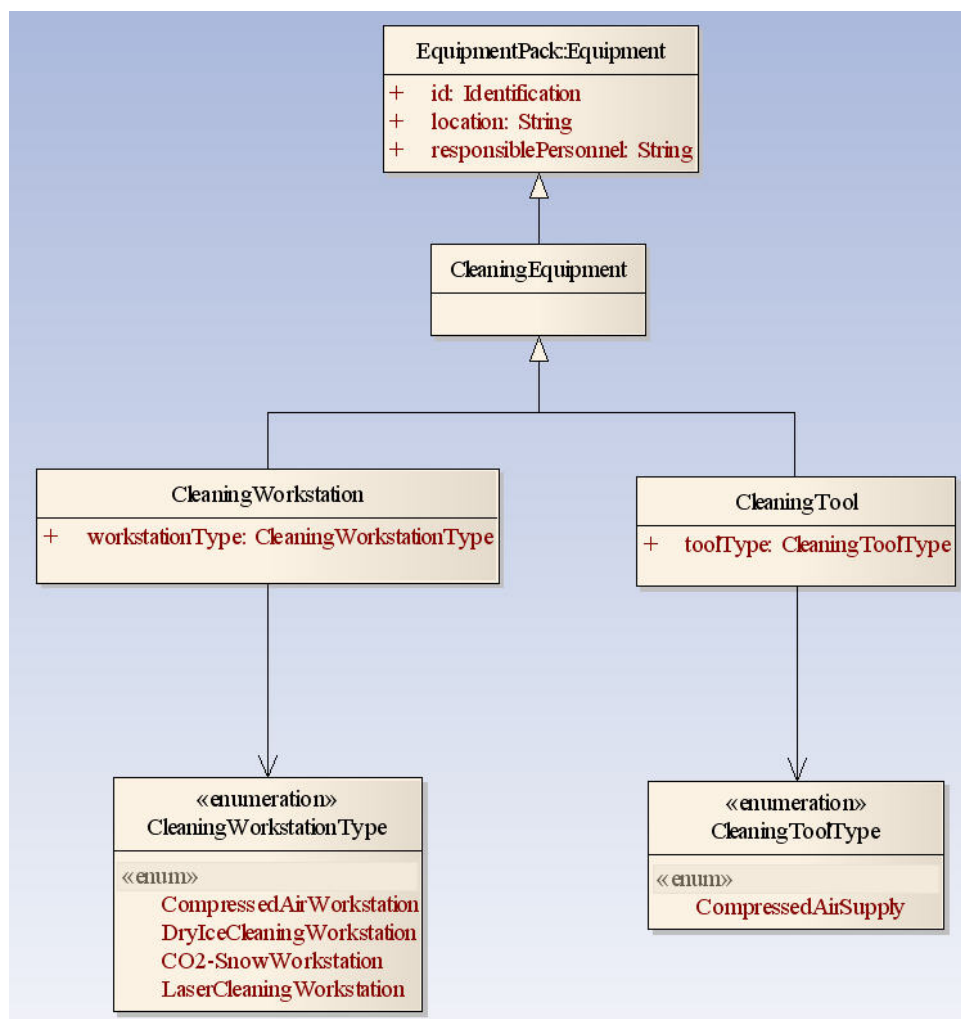 EquipmentPack::Equipment
+ id: Identification
+ location: String
+ responsiblePersonnel: String
CleaningEquipment
CleaningWorkstation
+ workstationType: CleaningWorkstationType
CleaningTool
+ toolType: CleaningToolType
«enumeration»
CleaningWorkstationType
«enum»
CompressedAirWorkstation
DryIceCleaningWorkstation
CO2-SnowWorkstation
LaserCleaningWorkstation
«enumeration»
CleaningToolType
«enum»
CompressedAirSupply